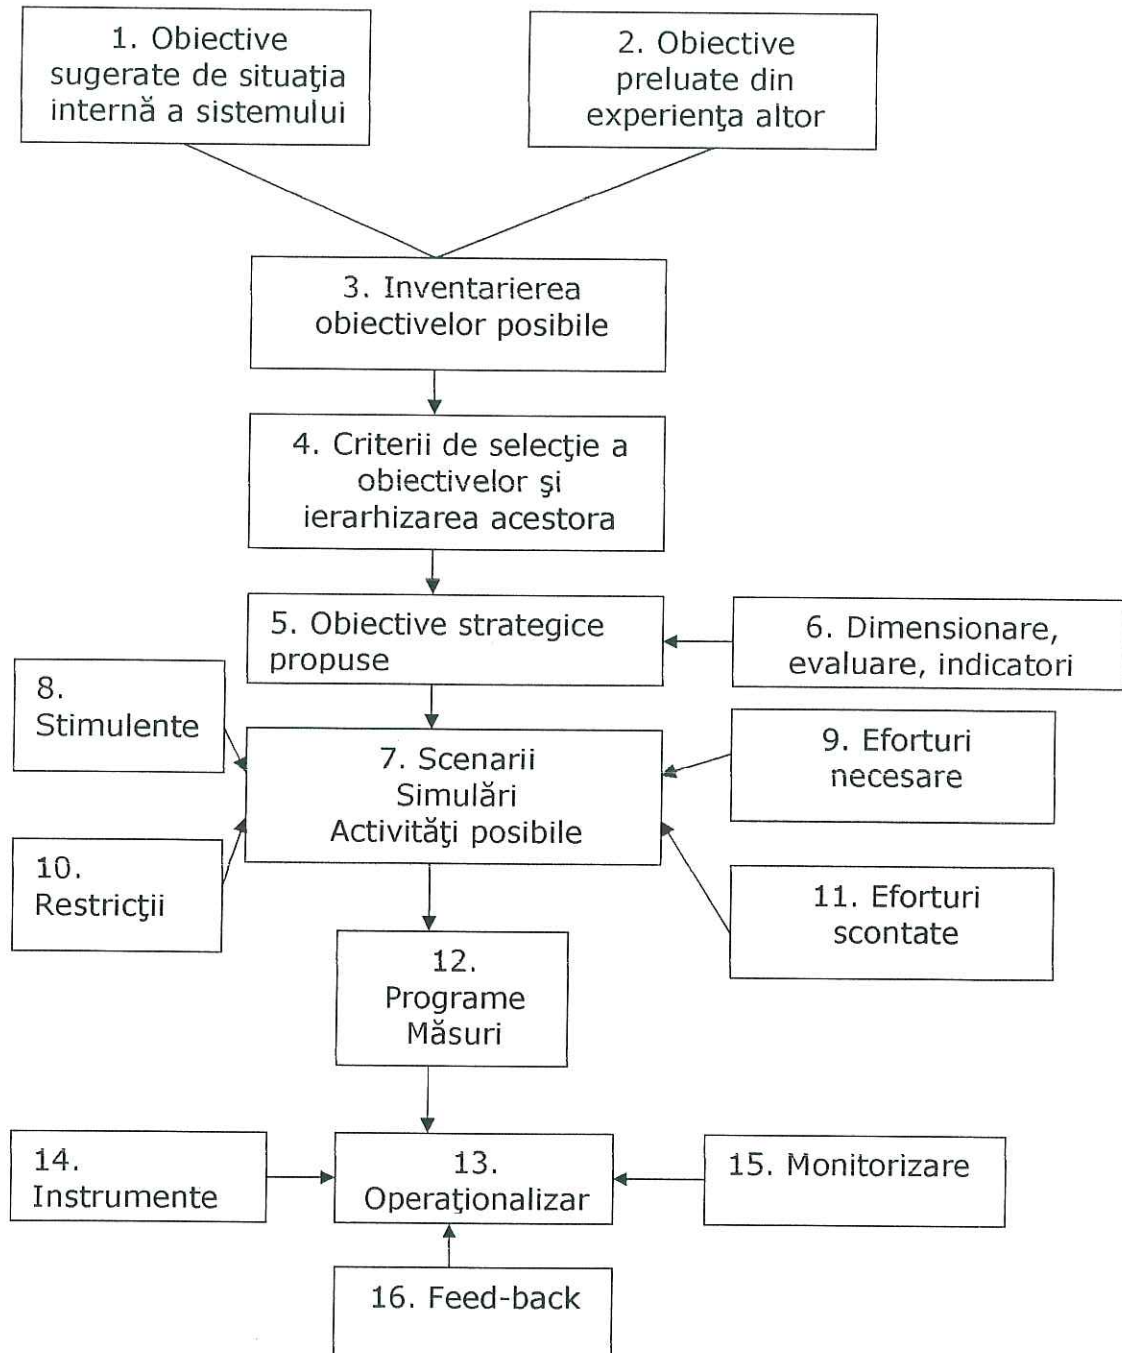 1. Obiective
sugerate de situaţia
internă a sistemului
2. Obiective
preluate din
experienţa altor
3. Inventarierea
obiectivelor posibile
4. Criterii de selecţie a
obiectivelor şi
ierarhizarea acestora
5. Obiective strategice
propuse
6. Dimensionare,
evaluare, indicatori
8.
Stimulente
7. Scenarii
Simulări
Activităţi posibile
9. Eforturi
necesare
10.
Restricţii
11. Eforturi
scontate
12.
Programe
Măsuri
14.
Instrumente
13.
Operaţionalizar
15. Monitorizare
16. Feed-back